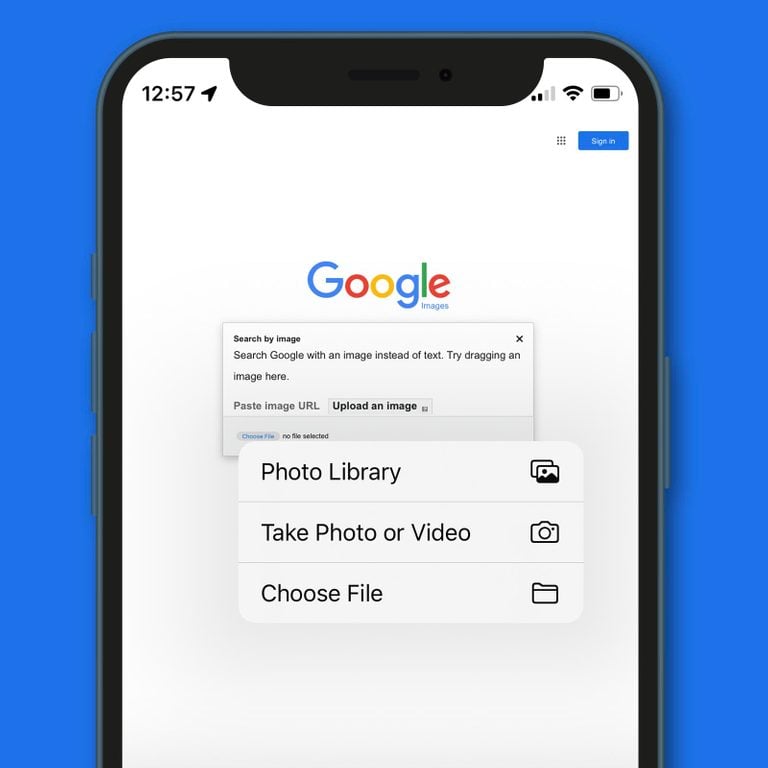 12:57
Sign in
Google
Images
Search by image
Search Google with an image instead of text. Try dragging an
image here.
Paste image URL Upload an image
Choose File no file selected
Photo Library
Take Photo or Video
Choose File